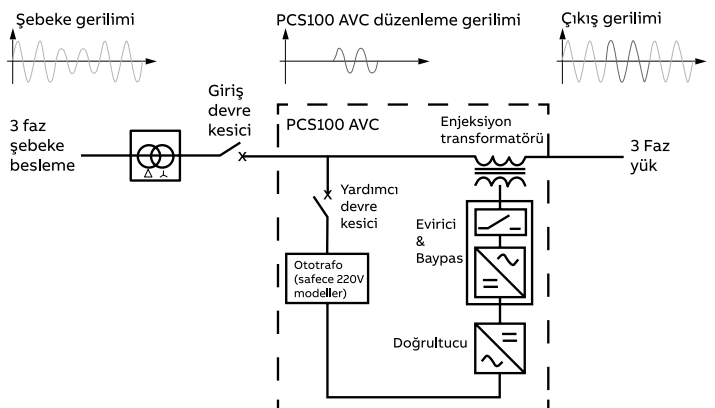 Şebeke gerilimi
PCS100 AVC düzenleme gerilimi
Çıkış gerilimi
3 faz
şebeke
besleme
Giriş
devre
kesici
PCS100 AVC
Enjeksiyon
transformatörü
3 Faz
yük
Yardımcı
devre
kesici
Ototrafo
(safece 220V
modeller)
Evirici
&
Baypas
Doğrultucu